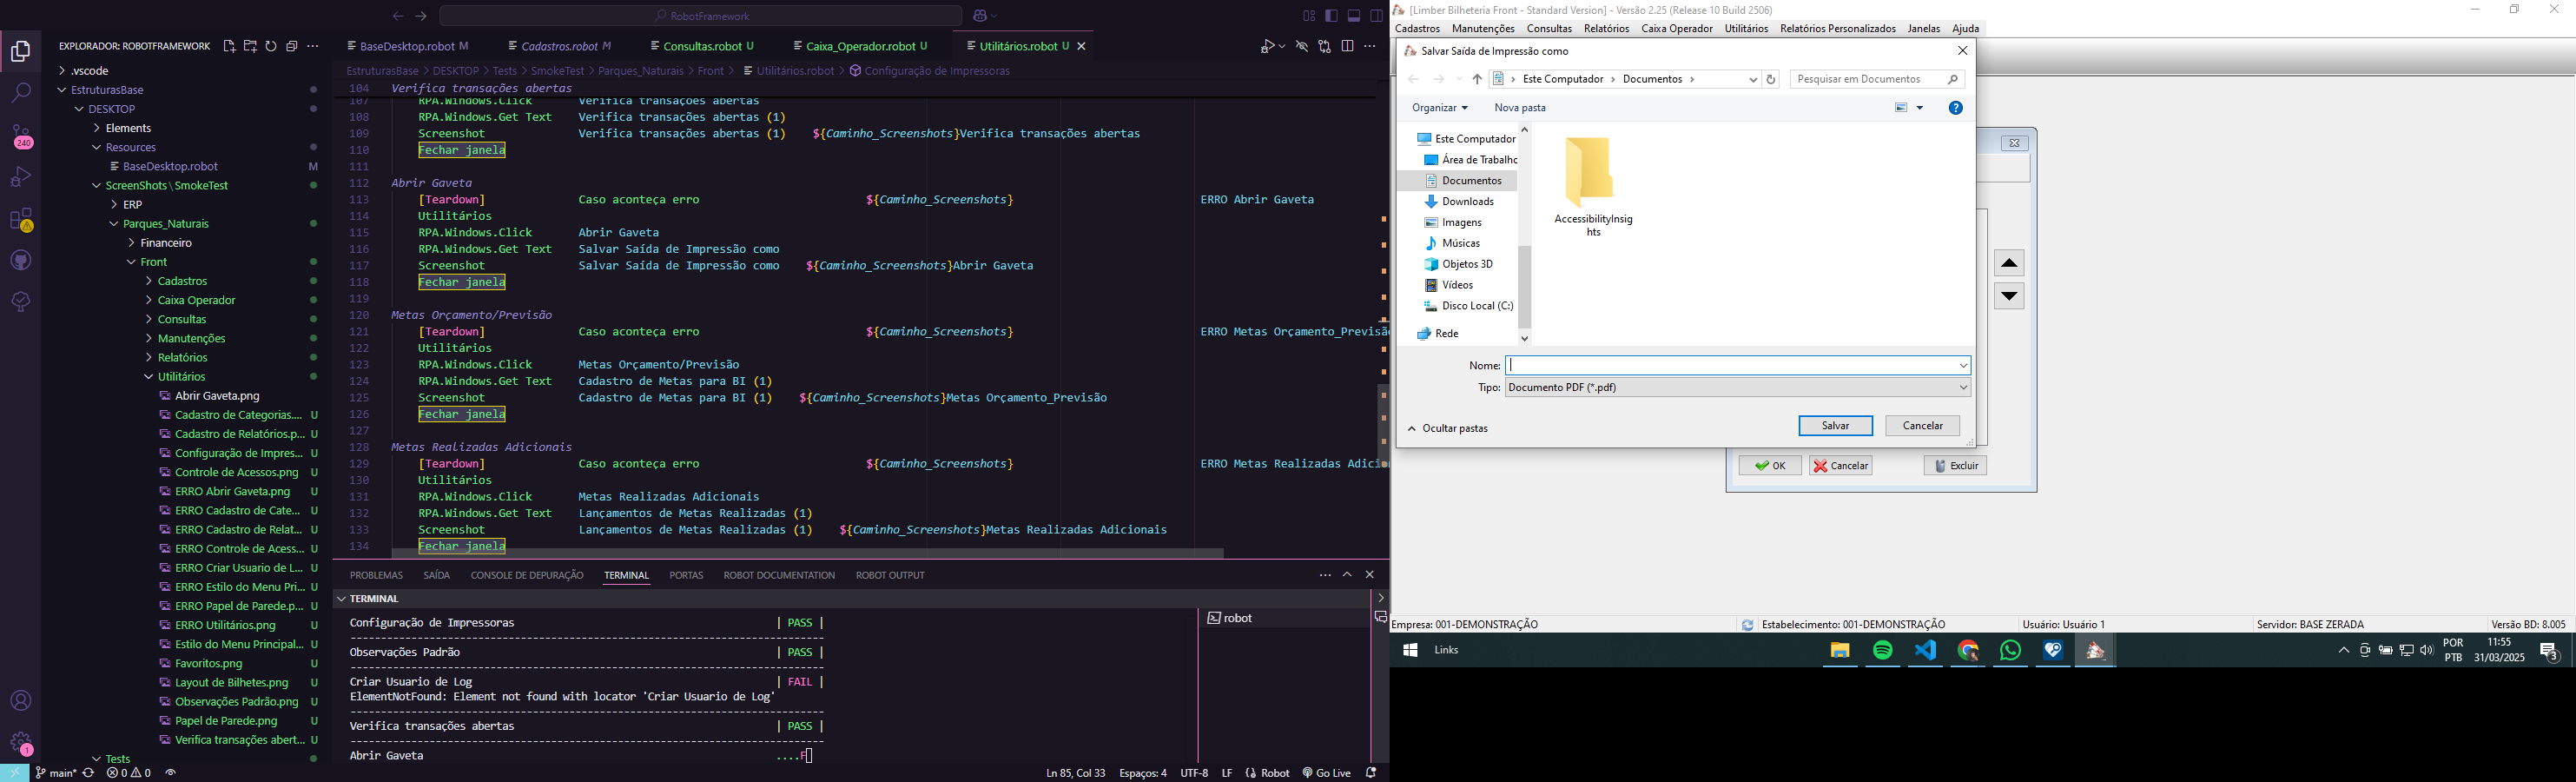 RobotFramework
EXPLORADOR: ROBOTFRAMEWORK
.vscode
EstruturasBase
DESKTOP
Elements
Resources
BaseDesktop.robot M
ScreenShots\SmokeTest
ERP
Parques_Naturais
Financeiro
Front
Cadastros
Caixa Operador
Consultas
Manutenções
Relatórios
Utilitários
Abrir Gaveta.png
Cadastro de Categorias.... U
Cadastro de Relatórios.p... U
Configuração de Impres... U
Controle de Acessos.png U
ERRO Abrir Gaveta.png U
ERRO Cadastro de Cate... U
ERRO Cadastro de Relat... U
ERRO Controle de Acess... U
ERRO Criar Usuario de L... U
ERRO Estilo do Menu Pri... U
ERRO Papel de Parede.p... U
ERRO Utilitários.png U
Estilo do Menu Principal... U
Favoritos.png U
Layout de Bilhetes.png U
Observações Padrão.png U
Papel de Parede.png U
Verifica transações abert... U
Tests
240
1
main* 0 0
BaseDesktop.robot M
Cadastros.robot M
Consultas.robot U
Caixa_Operador.robot U
Utilitários.robot U
EstruturasBase > DESKTOP > Tests > SmokeTest > Parques_Naturais > Front > Utilitários.robot > Configuração de Impressoras
104 Verifica transações abertas
107 RPA.Windows.Click Verifica transações abertas
108 RPA.Windows.Get Text Verifica transações abertas (1)
109 Screenshot Verifica transações abertas (1) ${Caminho_Screenshots}Verifica transações abertas
110 Fechar janela
111
112 Abrir Gaveta
113 [Teardown] Caso aconteça erro ${Caminho_Screenshots} ERRO Abrir Gaveta
114 Utilitários
115 RPA.Windows.Click Abrir Gaveta
116 RPA.Windows.Get Text Salvar Saída de Impressão como
117 Screenshot Salvar Saída de Impressão como ${Caminho_Screenshots}Abrir Gaveta
118 Fechar janela
119
120 Metas Orçamento/Previsão
121 [Teardown] Caso aconteça erro ${Caminho_Screenshots} ERRO Metas Orçamento_Previsão
122 Utilitários
123 RPA.Windows.Click Metas Orçamento/Previsão
124 RPA.Windows.Get Text Cadastro de Metas para BI (1)
125 Screenshot Cadastro de Metas para BI (1) ${Caminho_Screenshots}Metas Orçamento_Previsão
126 Fechar janela
127
128 Metas Realizadas Adicionais
129 [Teardown] Caso aconteça erro ${Caminho_Screenshots} ERRO Metas Realizadas Adicio
130 Utilitários
131 RPA.Windows.Click Metas Realizadas Adicionais
132 RPA.Windows.Get Text Lançamentos de Metas Realizadas (1)
133 Screenshot Lançamentos de Metas Realizadas (1) ${Caminho_Screenshots}Metas Realizadas Adicionais
134 Fechar janela
PROBLEMAS SAÍDA CONSOLE DE DEPURAÇÃO TERMINAL PORTAS ROBOT DOCUMENTATION ROBOT OUTPUT
TERMINAL
robot
Configuração de Impressoras | PASS |
------------------------------------------------------------------------------
Observações Padrão | PASS |
------------------------------------------------------------------------------
Criar Usuario de Log | FAIL |
ElementNotFound: Element not found with locator 'Criar Usuario de Log'
------------------------------------------------------------------------------
Verifica transações abertas | PASS |
------------------------------------------------------------------------------
Abrir Gaveta ....F
Ln 85, Col 33 Espaços: 4 UTF-8 LF Robot Go Live
[Limber Bilheteria Front - Standard Version] - Versão 2.25 (Release 10 Build 2506)
Cadastros Manutenções Consultas Relatórios Caixa Operador Utilitários Relatórios Personalizados Janelas Ajuda
Salvar Saída de Impressão como
Este Computador > Documentos >
Pesquisar em Documentos
Organizar Nova pasta
Este Computador
Área de Trabalho
Documentos
Downloads
Imagens
Músicas
Objetos 3D
Vídeos
Disco Local (C:)
Rede
AccessibilityInsig
hts
Nome:
Tipo: Documento PDF (*.pdf)
Ocultar pastas
Salvar Cancelar
OK Cancelar Excluir
Empresa: 001-DEMONSTRAÇÃO Estabelecimento: 001-DEMONSTRAÇÃO Usuário: Usuário 1 Servidor: BASE ZERADA Versão BD: 8.005
Links
POR
PTB
11:55
31/03/2025
3